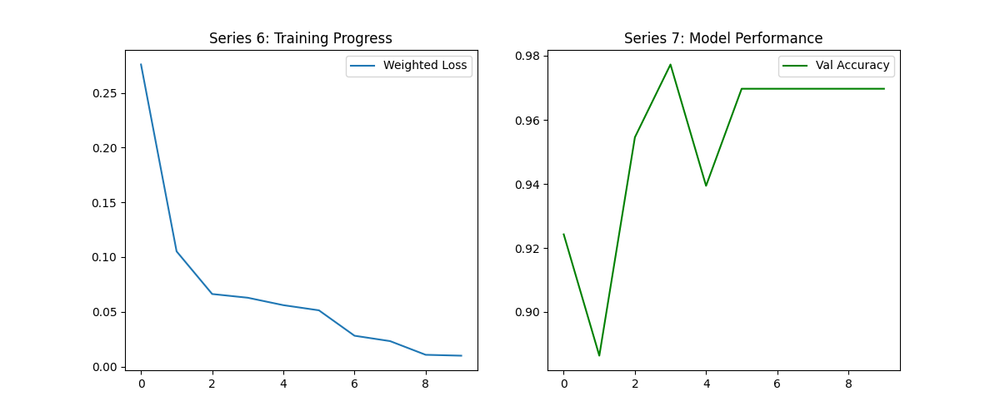 Series 6: Training Progress
Weighted Loss
0.25
0.20
0.15
0.10
0.05
0.00
0 2 4 6 8
Series 7: Model Performance
Val Accuracy
0.98
0.96
0.94
0.92
0.90
0 2 4 6 8